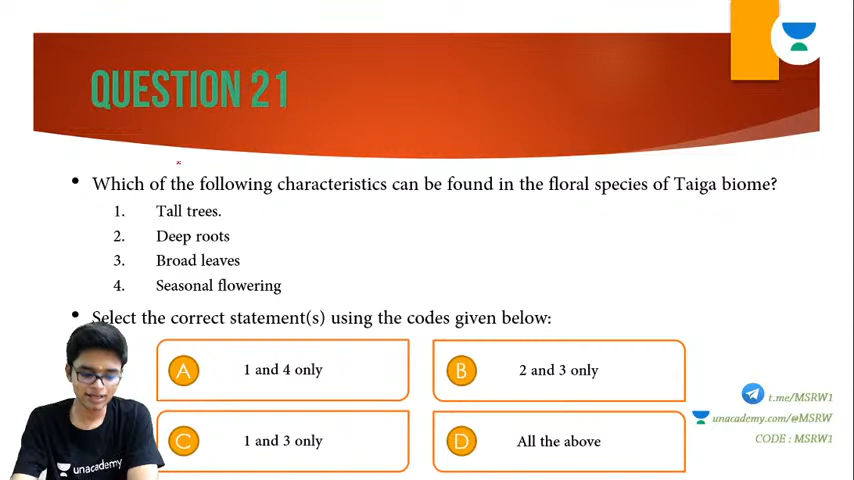 QUESTION 21
• Which of the following characteristics can be found in the floral species of Taiga biome?
1. Tall trees.
2. Deep roots
3. Broad leaves
4. Seasonal flowering
• Select the correct statement(s) using the codes given below:
A 1 and 4 only
B 2 and 3 only
C 1 and 3 only
D All the above
t.me/MSRW1
unacademy.com/@MSRW
CODE : MSRW1
unacademy